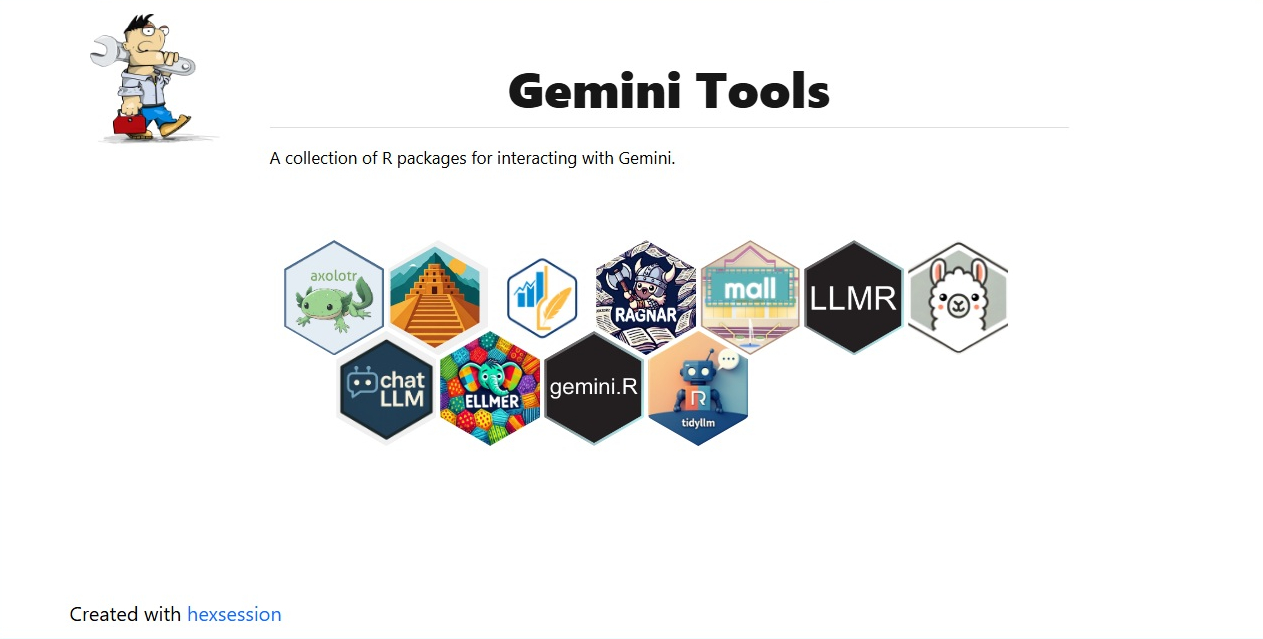 Gemini Tools
A collection of R packages for interacting with Gemini.
axolotr
RAGNAR
mall
LLMR
chat
LLM
ELLMER
gemini.R
R
tidyllm
Created with hexsession